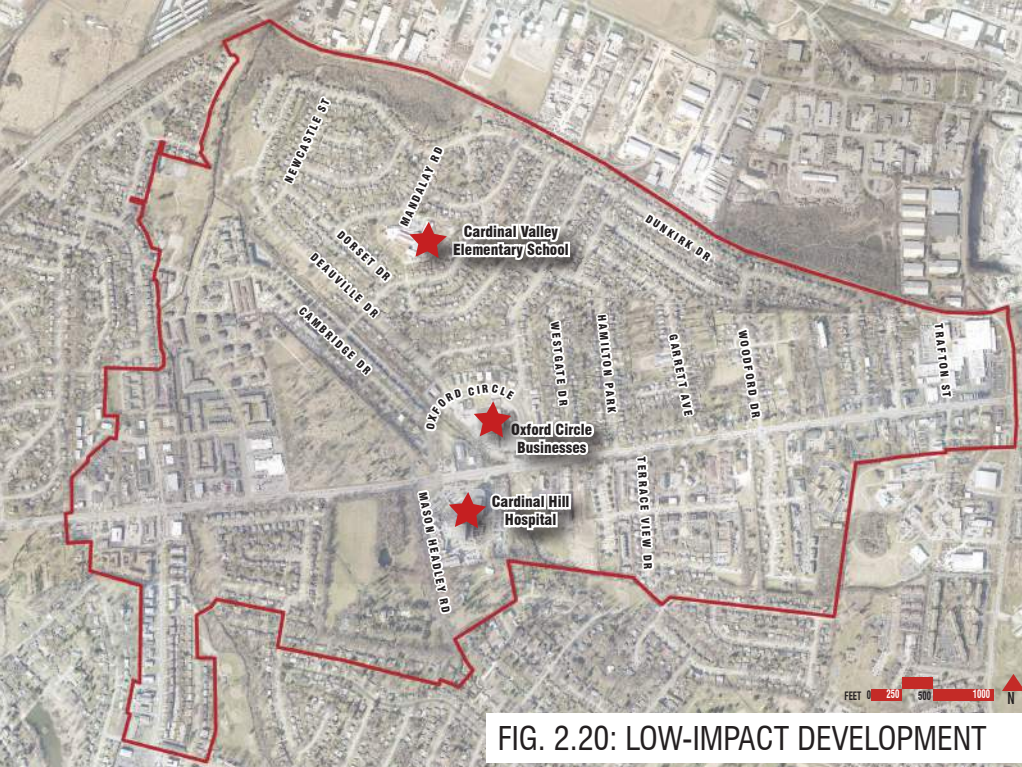 NEWCASTLE ST
MANDALAY RD
Cardinal Valley
Elementary School
DUNKIRK DR
DORSET DR
DEAUVILLE DR
CAMBRIDGE DR
WESTGATE DR
HAMILTON PARK
GARRETT AVE
WOODFORD DR
TRAFTON ST
OXFORD CIRCLE
Oxford Circle
Businesses
Cardinal Hill
Hospital
MASON HEADLEY RD
TERRACE VIEW DR
FEET 0 250 500 1000 N
FIG. 2.20: LOW-IMPACT DEVELOPMENT